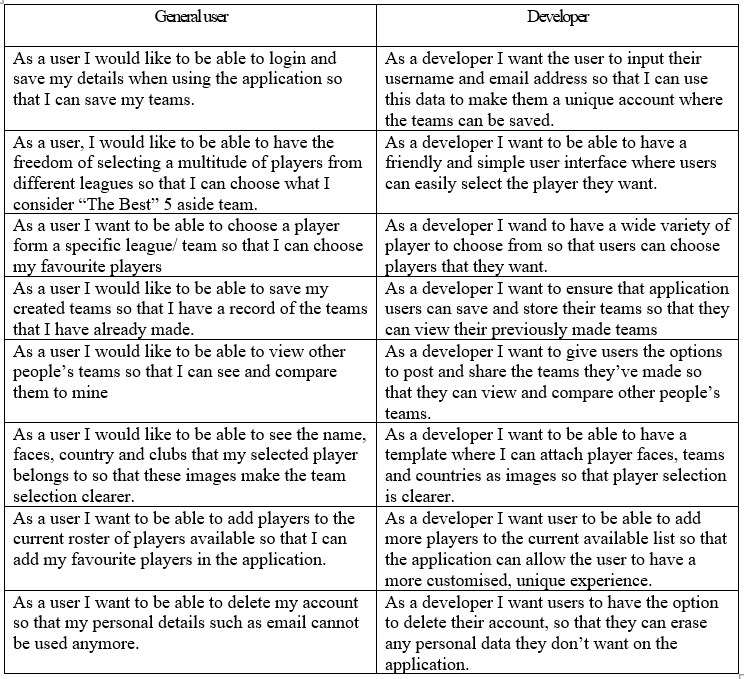 General user
Developer
As a user I would like to be able to login and
save my details when using the application so
that I can save my teams.
As a developer I want the user to input their
username and email address so that I can use
this data to make them a unique account where
the teams can be saved.
As a user, I would like to be able to have the
freedom of selecting a multitude of players from
different leagues so that I can choose what I
consider “The Best” 5 aside team.
As a developer I want to be able to have a
friendly and simple user interface where users
can easily select the player they want.
As a user I want to be able to choose a player
form a specific league/ team so that I can choose
my favourite players
As a developer I wand to have a wide variety of
player to choose from so that users can choose
players that they want.
As a user I would like to be able to save my
created teams so that I have a record of the teams
that I have already made.
As a developer I want to ensure that application
users can save and store their teams so that they
can view their previously made teams
As a user I would like to be able to view other
people’s teams so that I can see and compare
them to mine
As a developer I want to give users the options
to post and share the teams they’ve made so
that they can view and compare other people’s
teams.
As a user I would like to be able to see the name,
faces, country and clubs that my selected player
belongs to so that these images make the team
selection clearer.
As a developer I want to be able to have a
template where I can attach player faces, teams
and countries as images so that player selection
is clearer.
As a user I want to be able to add players to the
current roster of players available so that I can
add my favourite players in the application.
As a developer I want user to be able to add
more players to the current available list so that
the application can allow the user to have a
more customised, unique experience.
As a user I want to be able to delete my account
so that my personal details such as email cannot
be used anymore.
As a developer I want users to have the option
to delete their account, so that they can erase
any personal data they don’t want on the
application.